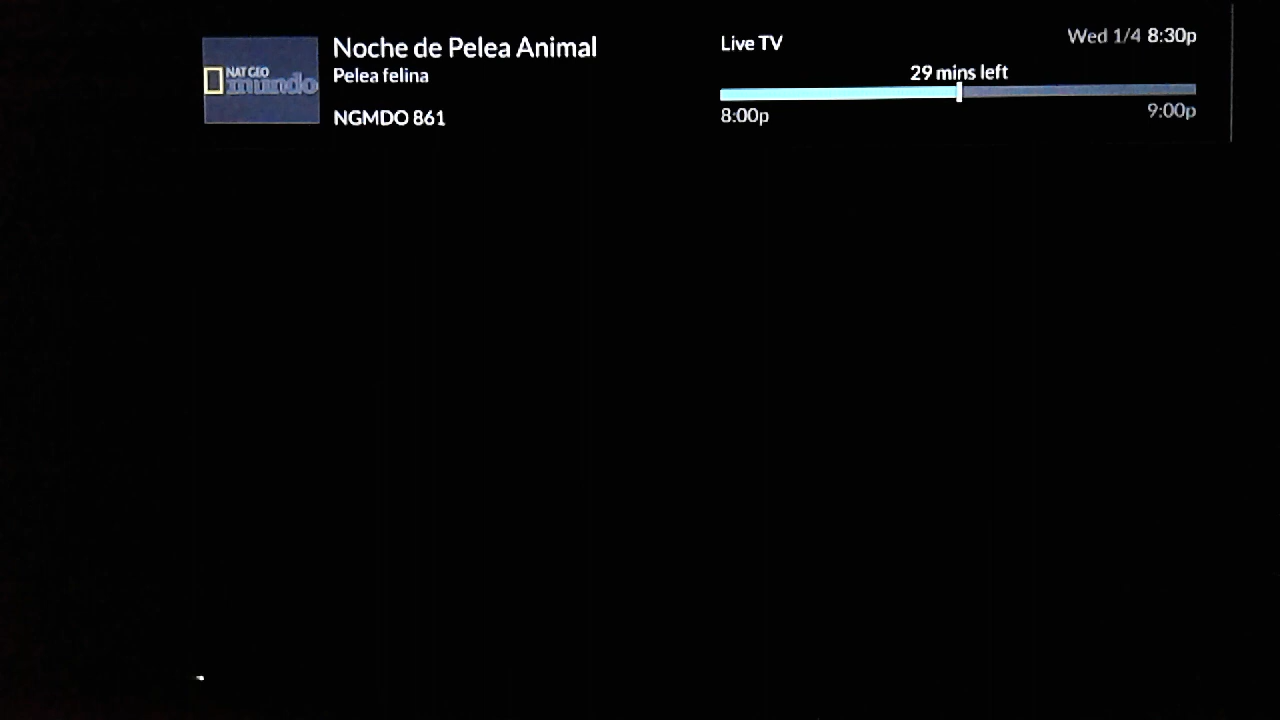 NAT GEO
mundo
Noche de Pelea Animal
Pelea felina
NGMDO 861
Live TV
Wed 1/4 8:30p
29 mins left
8:00p
9:00p